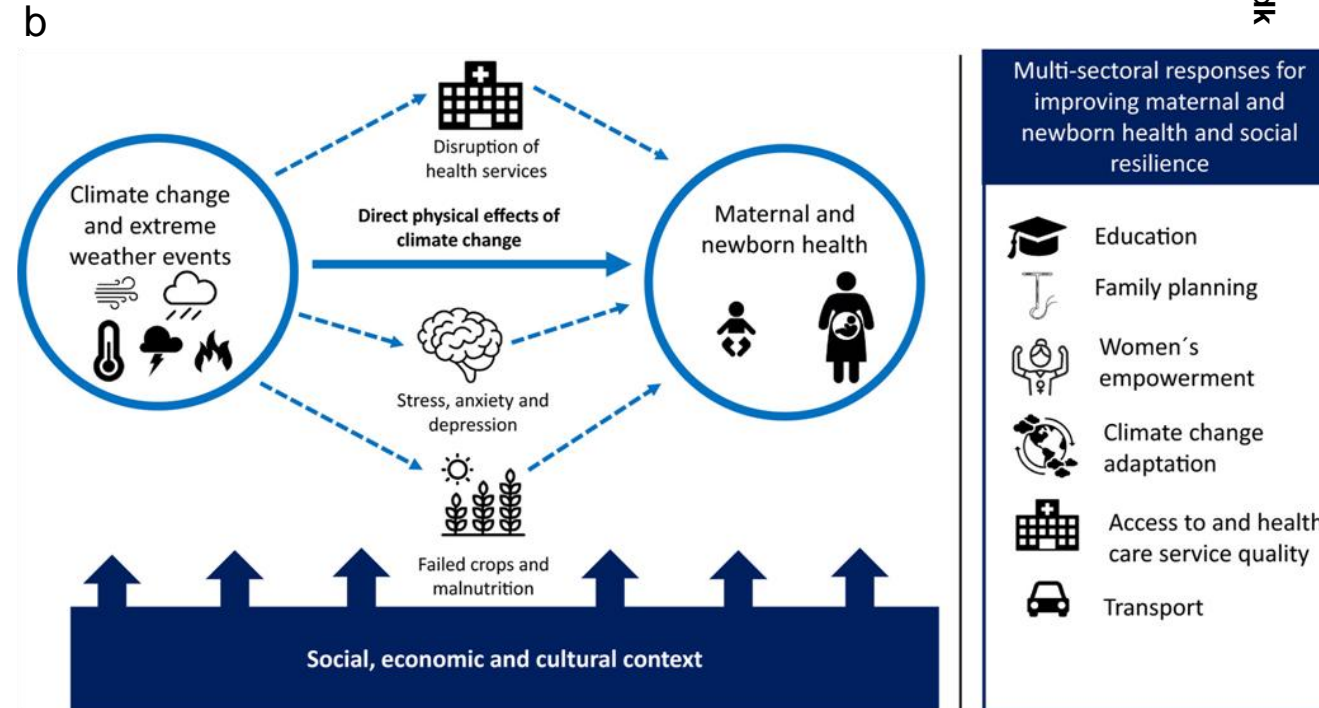 b
Climate change
and extreme
weather events
Disruption of
health services
Direct physical effects of
climate change
Stress, anxiety and
depression
Failed crops and
malnutrition
Maternal and
newborn health
Social, economic and cultural context
Multi-sectoral responses for
improving maternal and
newborn health and social
resilience
Education
Family planning
Women´s
empowerment
Climate change
adaptation
Access to and health
care service quality
Transport